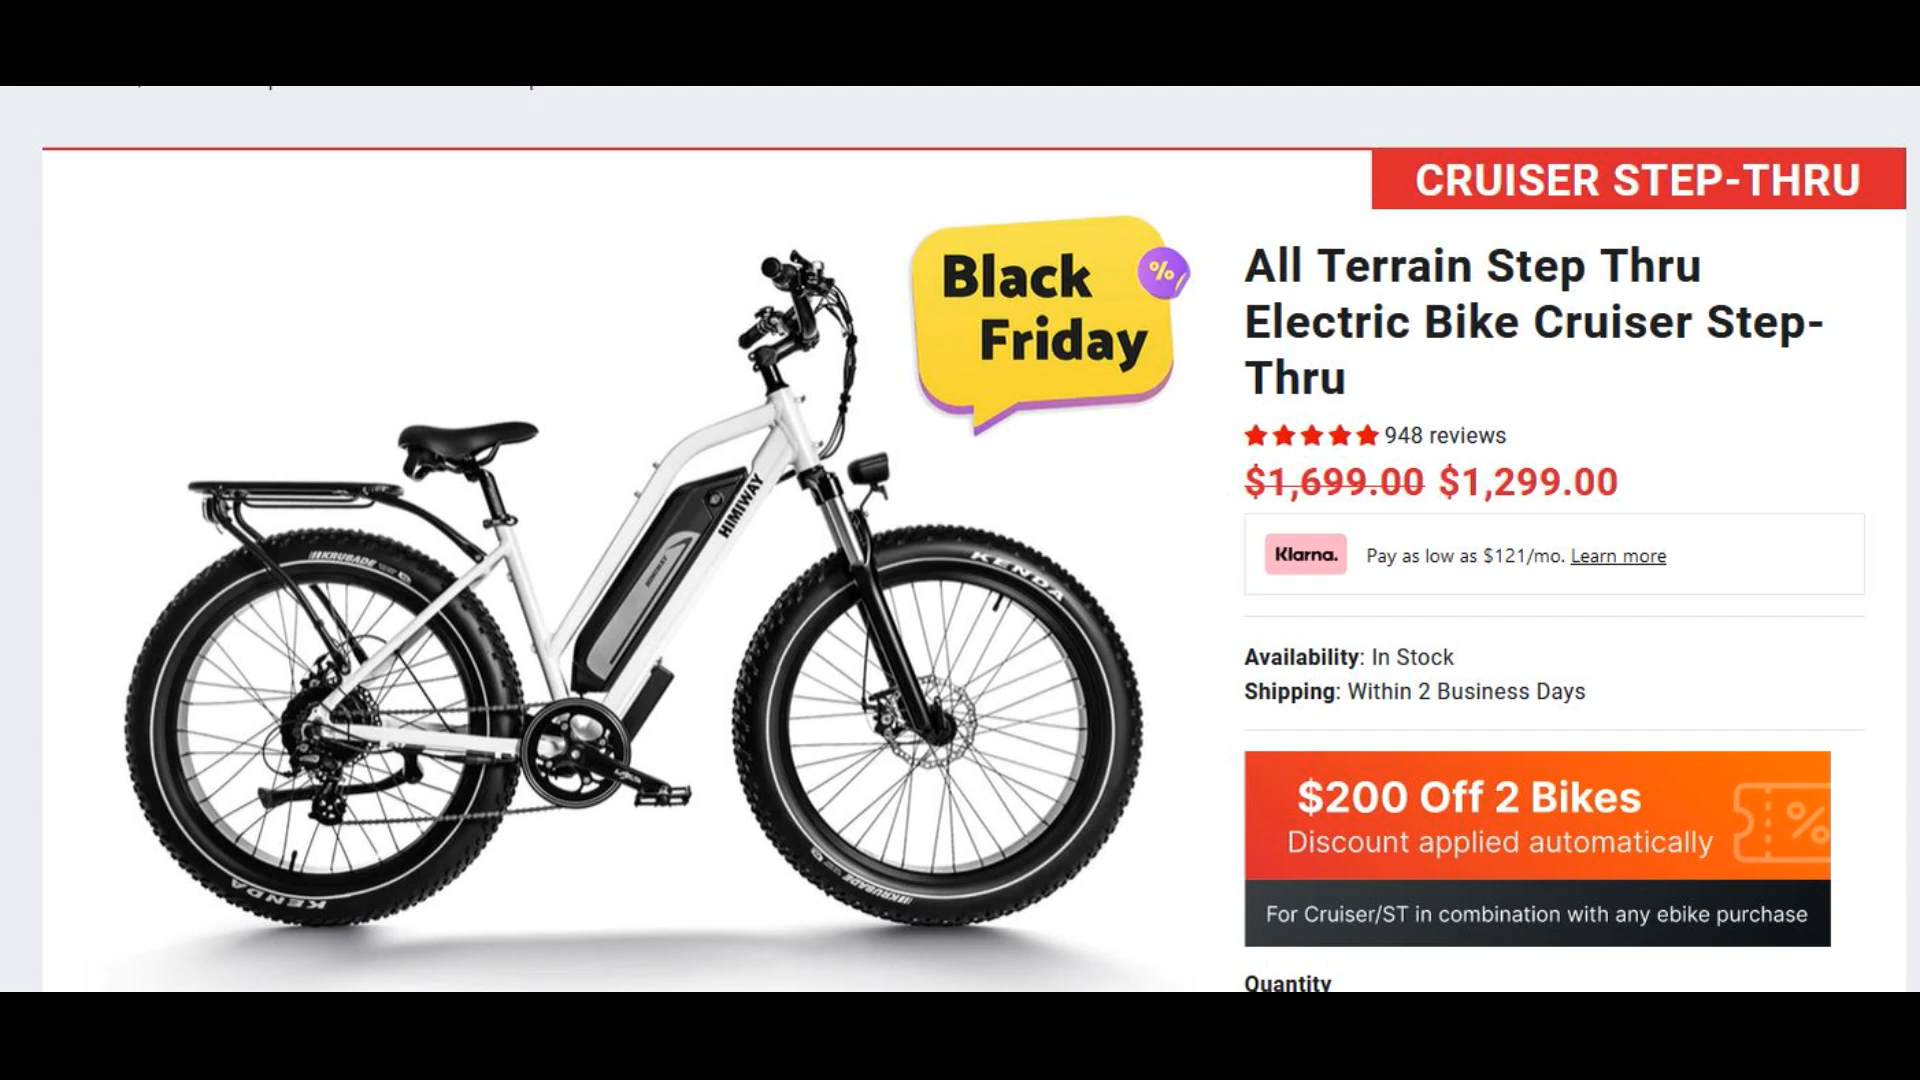 CRUISER STEP-THRU
Black
Friday
%
All Terrain Step Thru
Electric Bike Cruiser Step-
Thru
948 reviews
$1,699.00 $1,299.00
Klarna. Pay as low as $121/mo. Learn more
Availability: In Stock
Shipping: Within 2 Business Days
$200 Off 2 Bikes
Discount applied automatically
%
For Cruiser/ST in combination with any ebike purchase
Quantity
HIMIWAY
KRUSADE
KENDA
KENDA
KRUSADE